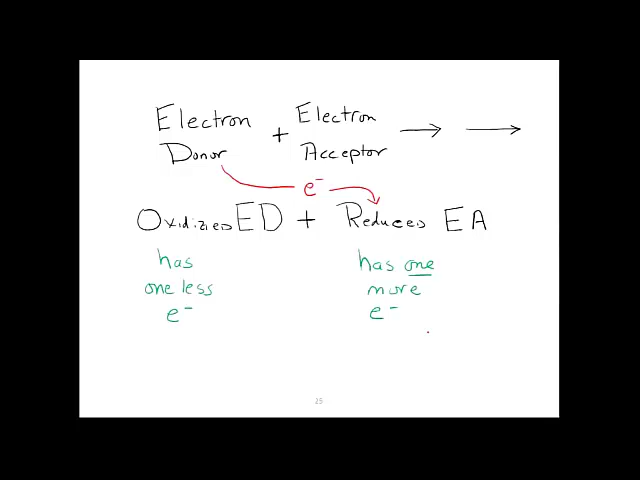 Electron + Electron → →
Donor Acceptor
e⁻
Oxidized ED + Reduced EA
has has one
one less more
e⁻ e⁻
25